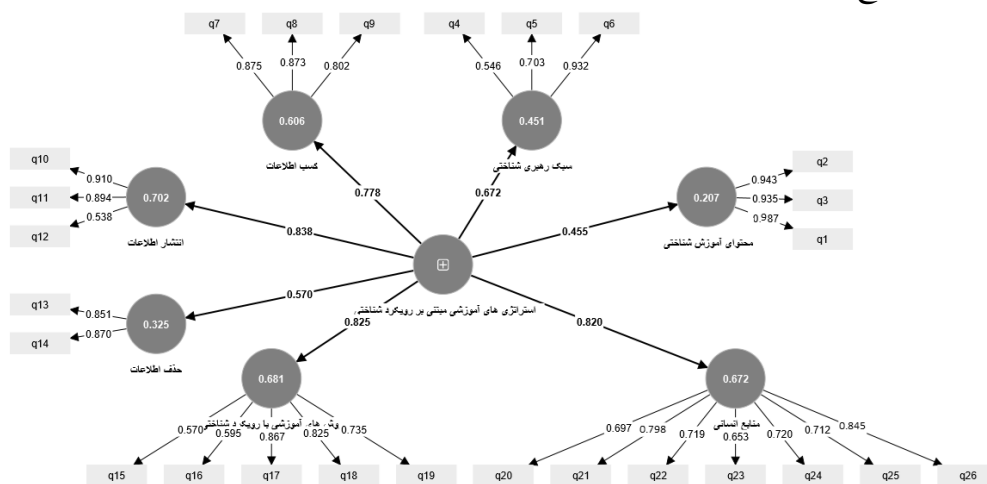 q7 q8 q9 q4 q5 q6
0.875 0.873 0.802 0.546 0.703 0.932
0.606 0.451
کسب اطلاعات سبک رهبری شناختی
q10 q11 q12
0.910 0.894 0.538
0.702
انتشار اطلاعات
0.778 0.672
0.838 0.455
q2 q3 q1
0.943 0.935 0.987
0.207
محتوای آموزش شناختی
استراتژی های آموزشی مبتنی بر رویکرد شناختی
q13 q14
0.851 0.870
0.325
حذف اطلاعات
0.570
0.825 0.820
0.681 0.672
وش های آموزشی با رویکرد شناختی منابع انسانی
0.570 0.595 0.867 0.825 0.735
0.697 0.798 0.719 0.653 0.720 0.712 0.845
q15 q16 q17 q18 q19 q20 q21 q22 q23 q24 q25 q26